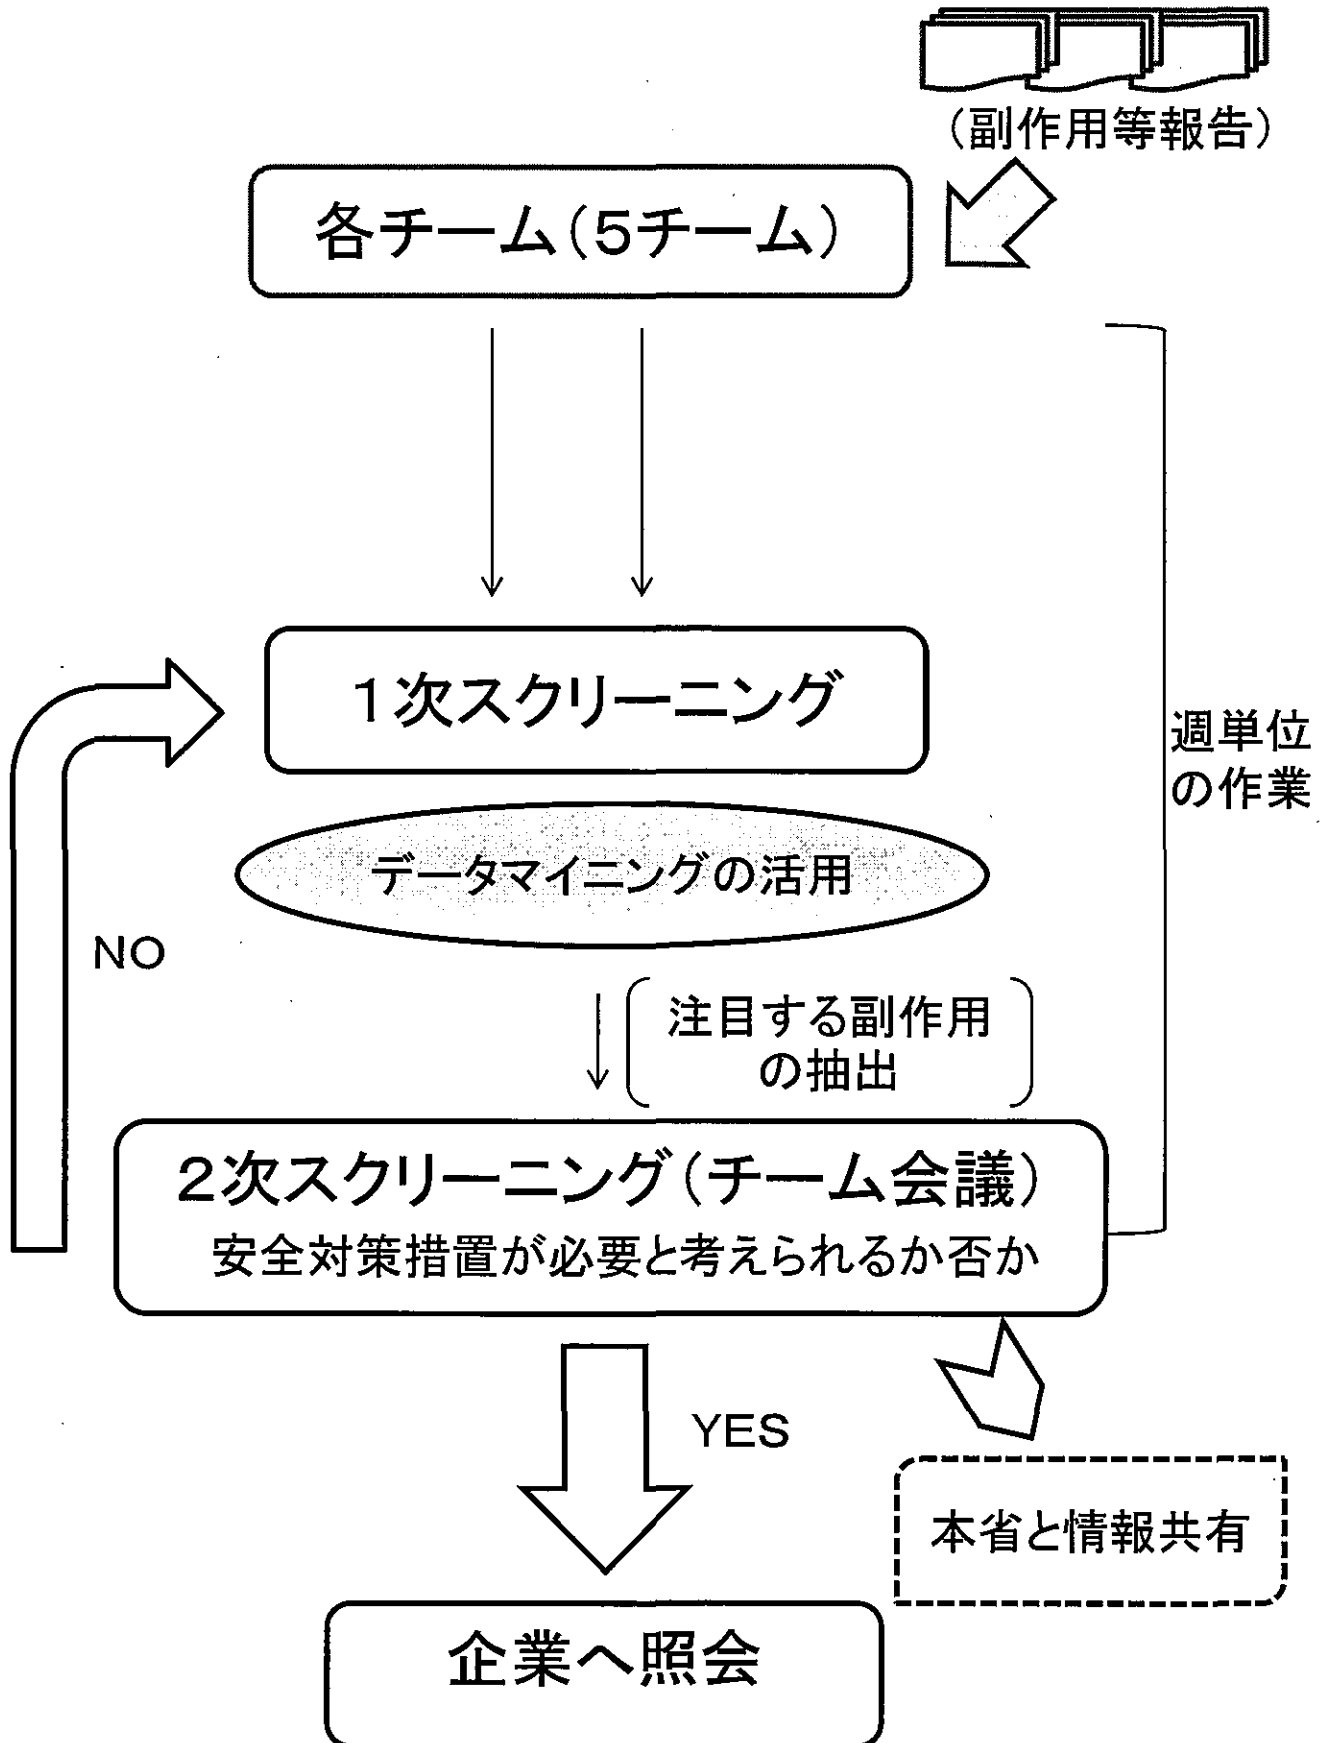 (副作用等報告)
各チーム(5チーム)
1次スクリーニング
週単位
の作業
データマイニングの活用
NO
注目する副作用
の抽出
2次スクリーニング(チーム会議)
安全対策措置が必要と考えられるか否か
YES
本省と情報共有
企業へ照会